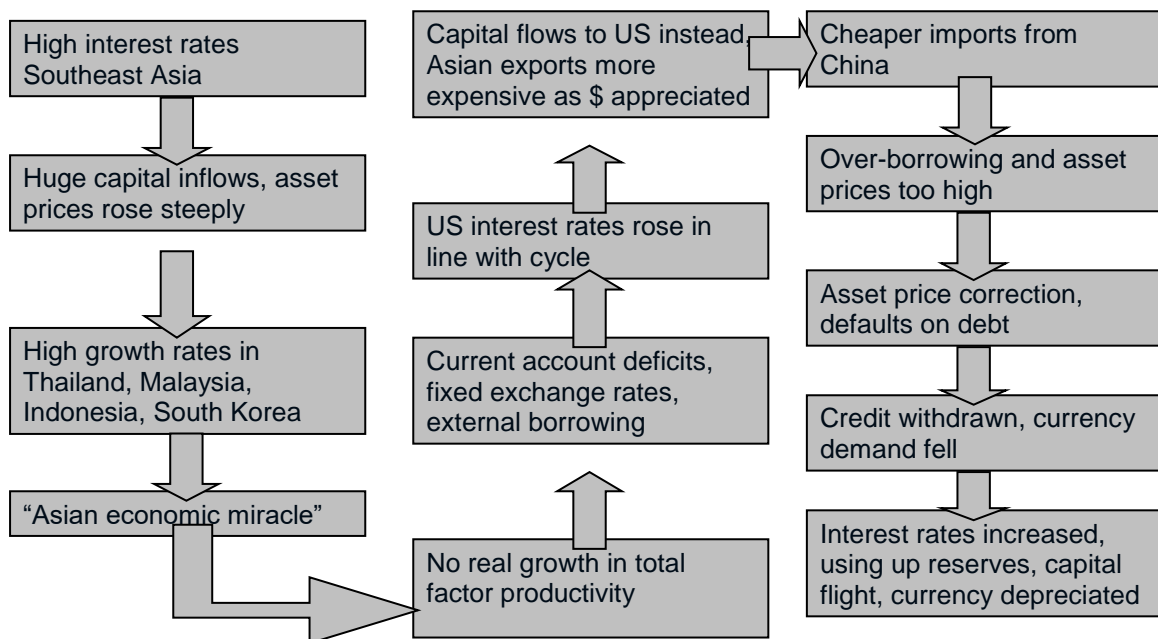 High interest rates
Southeast Asia
Huge capital inflows, asset
prices rose steeply
High growth rates in
Thailand, Malaysia,
Indonesia, South Korea
“Asian economic miracle”
No real growth in total
factor productivity
Current account deficits,
fixed exchange rates,
external borrowing
US interest rates rose in
line with cycle
Capital flows to US instead,
Asian exports more
expensive as $ appreciated
Cheaper imports from
China
Over-borrowing and asset
prices too high
Asset price correction,
defaults on debt
Credit withdrawn, currency
demand fell
Interest rates increased,
using up reserves, capital
flight, currency depreciated